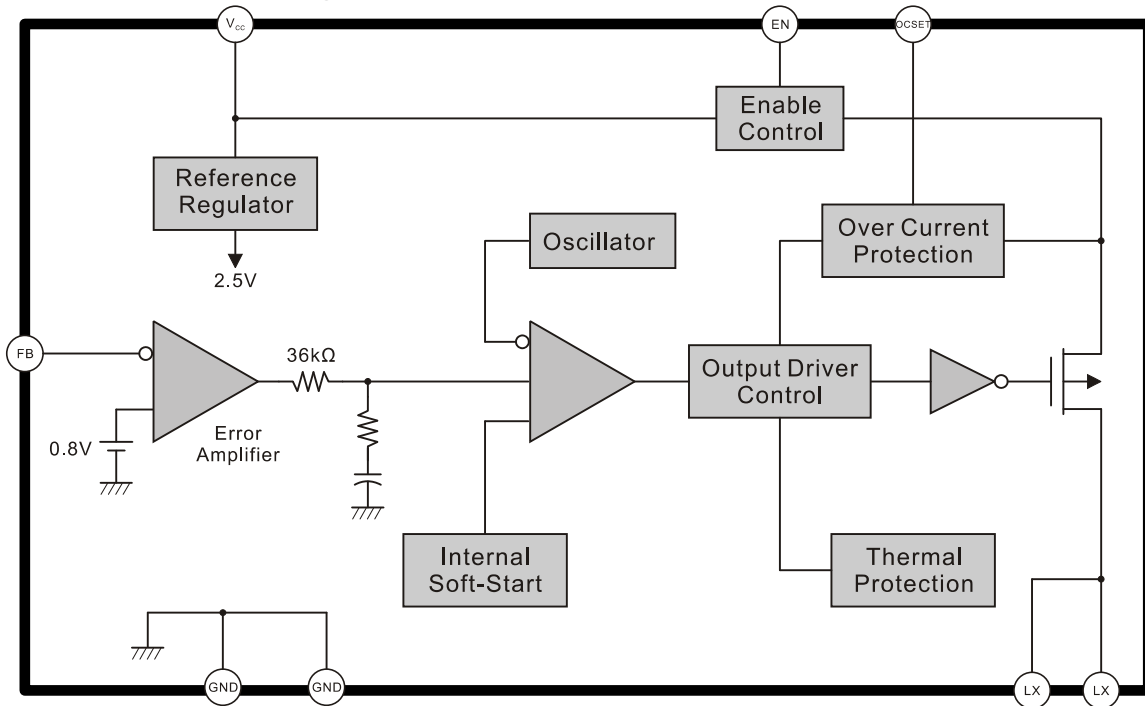 Vcc
EN
OCSET
Enable
Control
Reference
Regulator
Over Current
Protection
Oscillator
2.5V
FB
36kΩ
Output Driver
Control
0.8V
Error
Amplifier
Internal
Soft-Start
Thermal
Protection
GND
GND
LX
LX